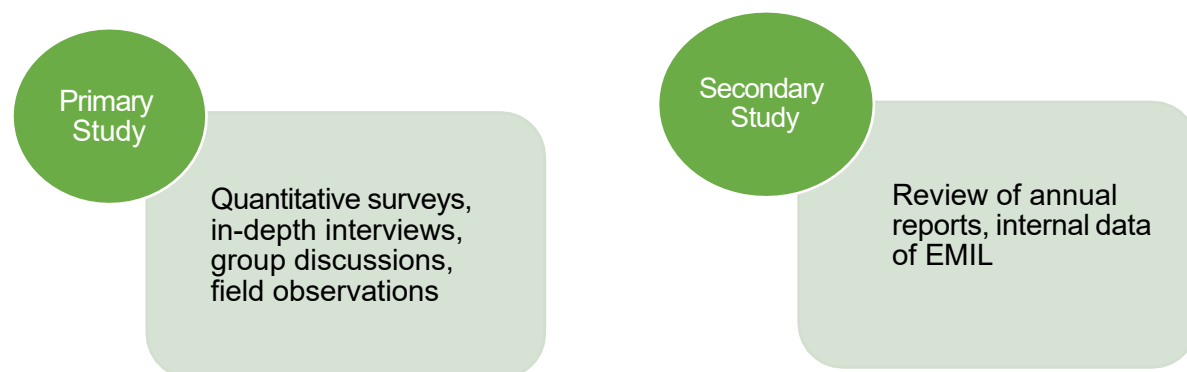 Primary
Study
Quantitative surveys,
in-depth interviews,
group discussions,
field observations
Secondary
Study
Review of annual
reports, internal data
of EMIL